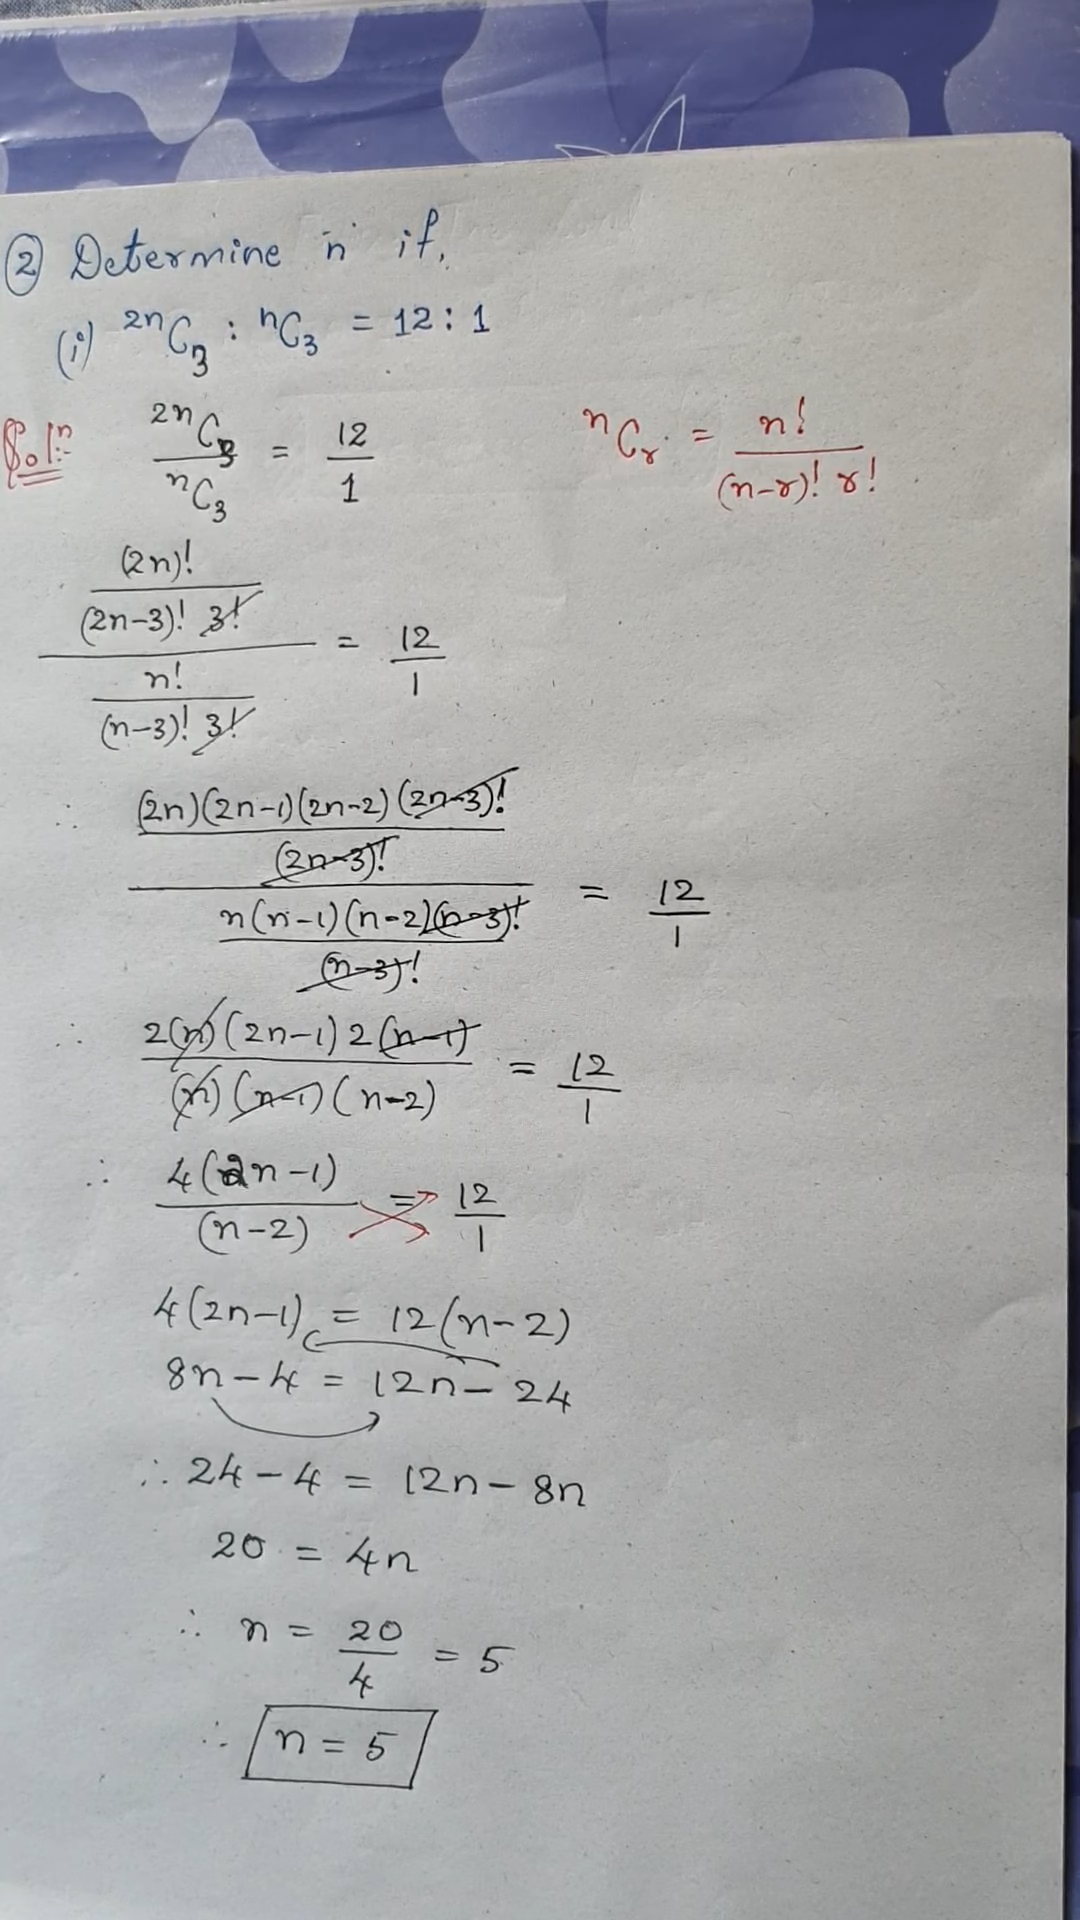 ② Determine 'n' if,
(i) ²ⁿC₃ : ⁿC₃ = 12 : 1
Solⁿ:- ²ⁿC₃ / ⁿC₃ = 12/1
ⁿCᵣ = n! / (n-r)! r!
(2n)! / (2n-3)! 3! / n! / (n-3)! 3! = 12/1
∴ (2n)(2n-1)(2n-2)(2n-3)! / (2n-3)! / n(n-1)(n-2)(n-3)! / (n-3)! = 12/1
∴ 2(n)(2n-1)2(n-1) / (n)(n-1)(n-2) = 12/1
∴ 4(2n-1) / (n-2) = 12/1
4(2n-1) = 12(n-2)
8n-4 = 12n-24
∴ 24-4 = 12n-8n
20 = 4n
∴ n = 20/4 = 5
∴ n = 5